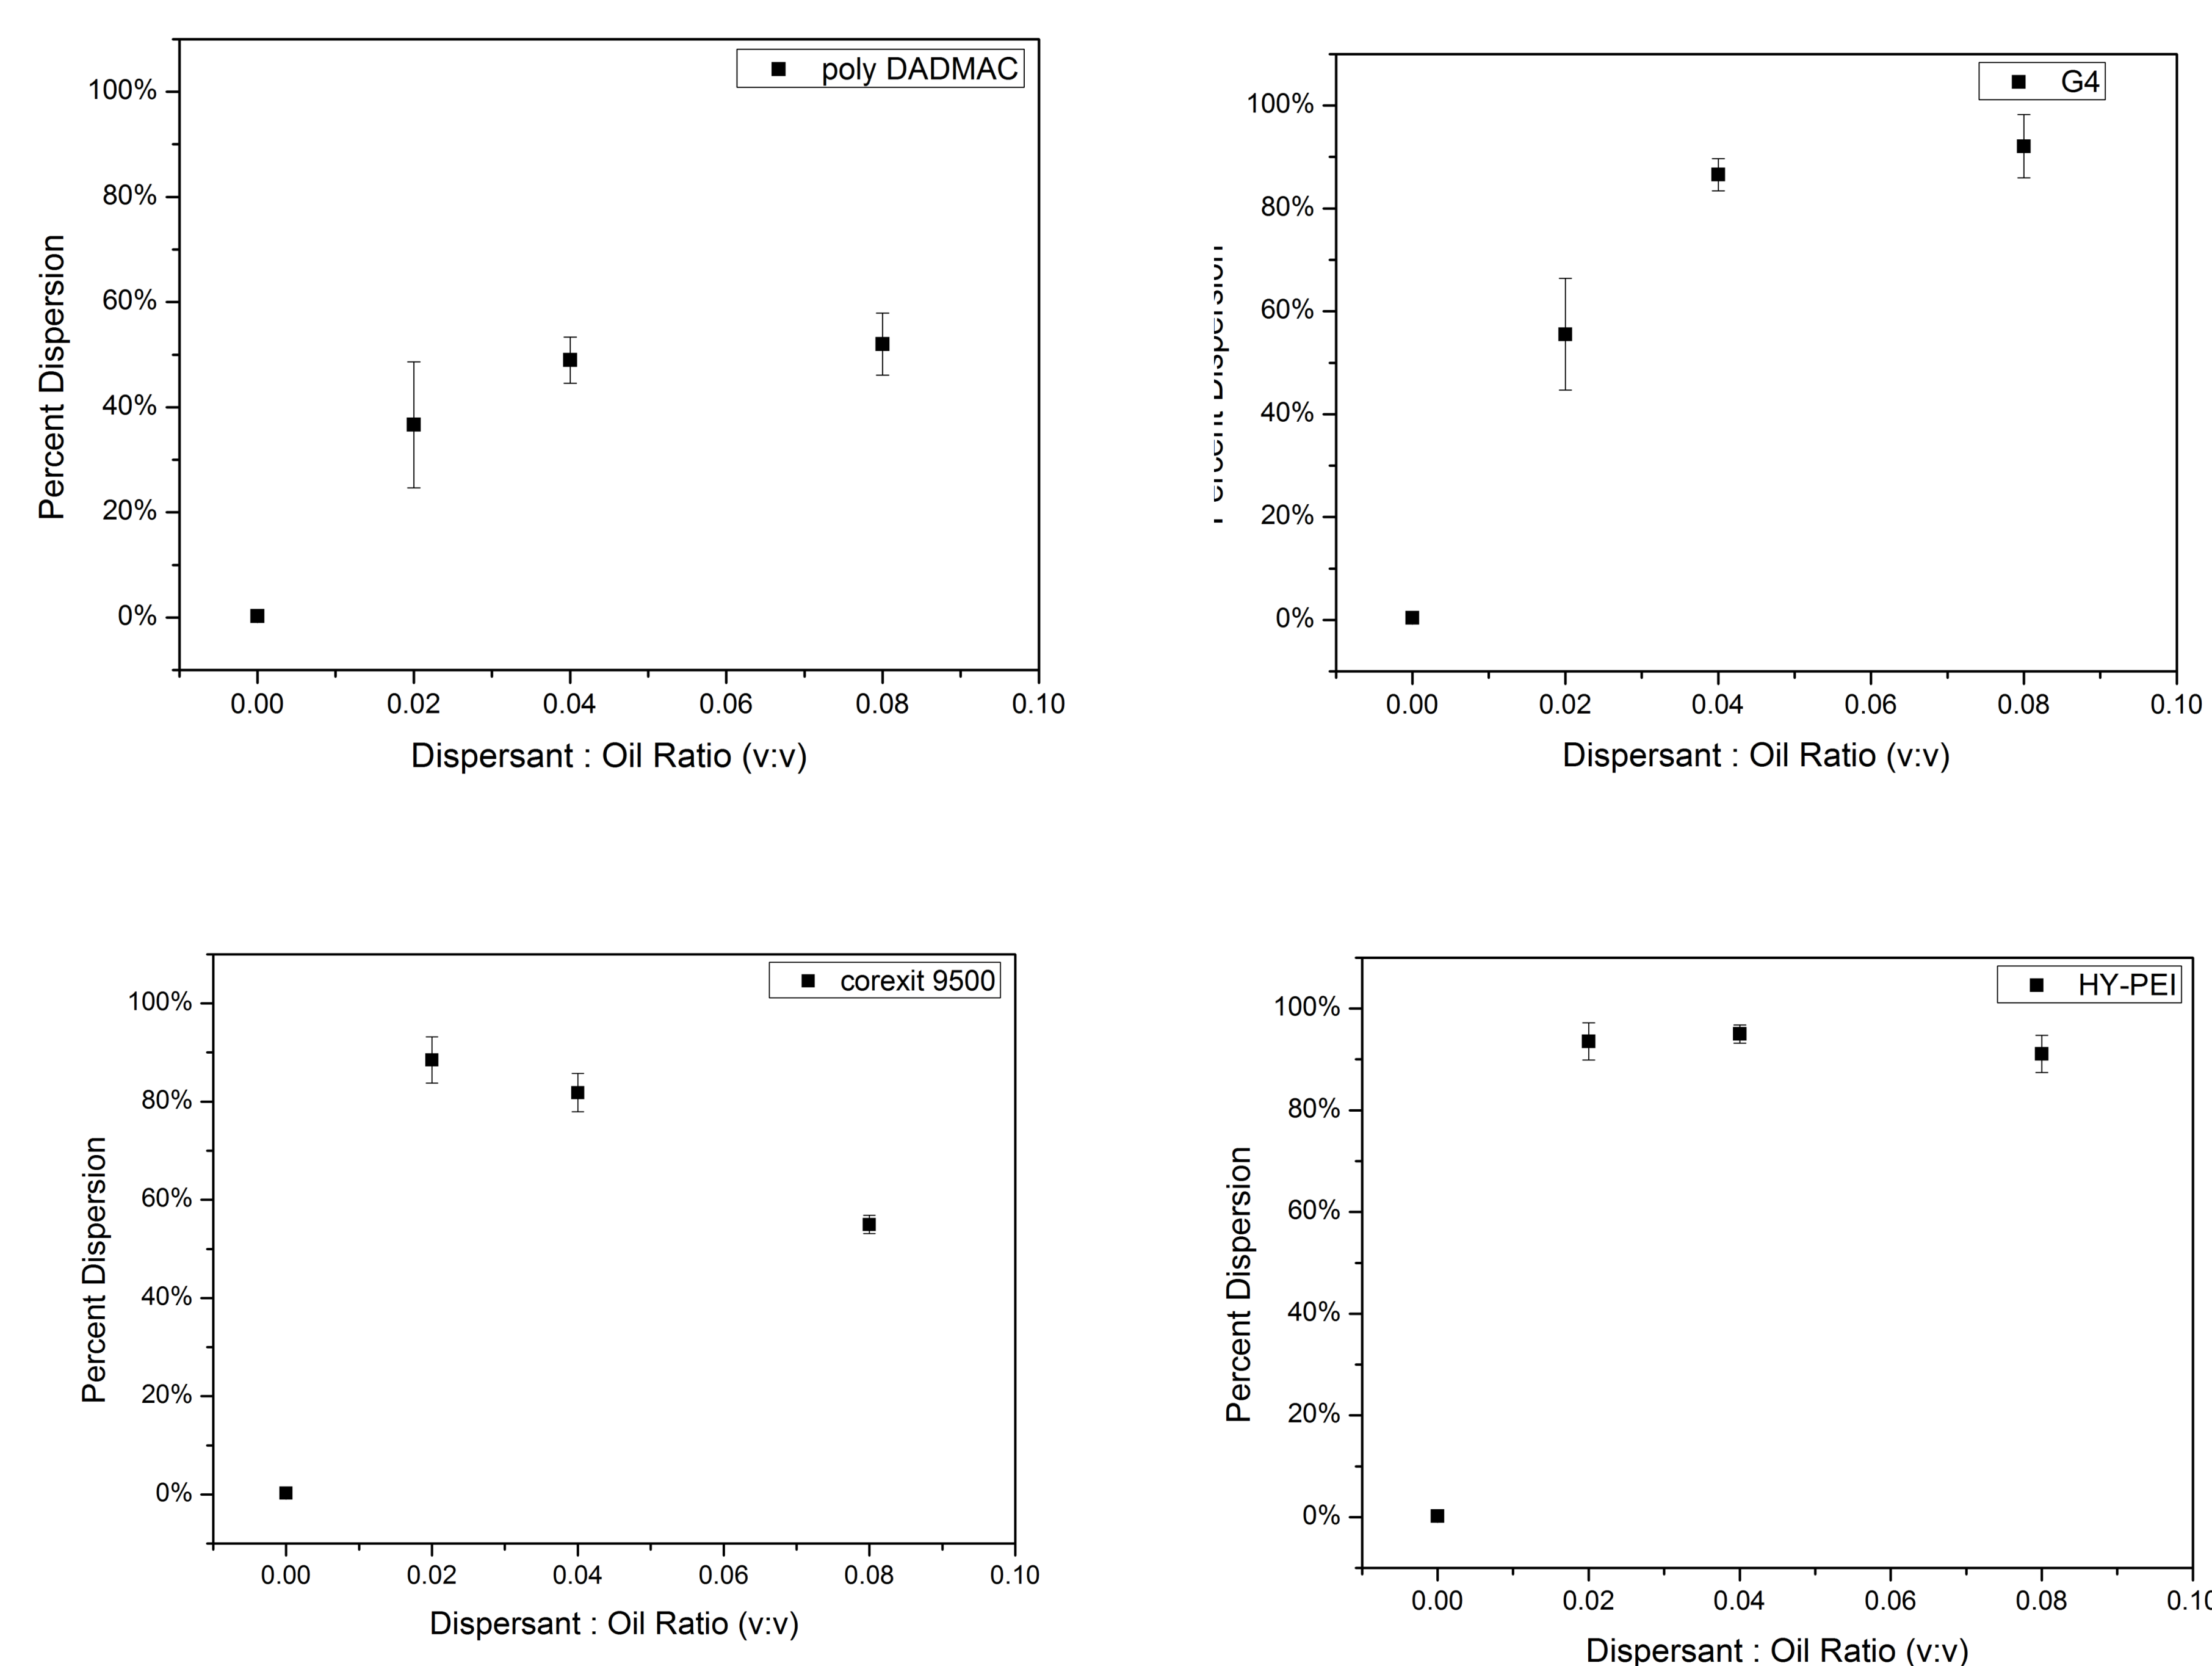 poly DADMAC
100%
80%
60%
40%
20%
0%
Percent Dispersion
0.00 0.02 0.04 0.06 0.08 0.10
Dispersant : Oil Ratio (v:v)
G4
100%
80%
60%
40%
20%
0%
Percent Dispersion
0.00 0.02 0.04 0.06 0.08 0.10
Dispersant : Oil Ratio (v:v)
corexit 9500
100%
80%
60%
40%
20%
0%
Percent Dispersion
0.00 0.02 0.04 0.06 0.08 0.10
Dispersant : Oil Ratio (v:v)
HY-PEI
100%
80%
60%
40%
20%
0%
Percent Dispersion
0.00 0.02 0.04 0.06 0.08 0.10
Dispersant : Oil Ratio (v:v)